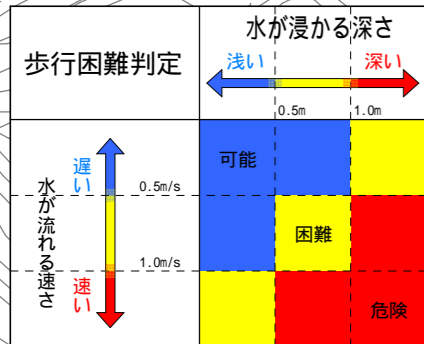 歩行困難判定
水が浸かる深さ
浅い
深い
0.5m
1.0m
水が流れる速さ
遅い
速い
0.5m/s
1.0m/s
可能
困難
危険